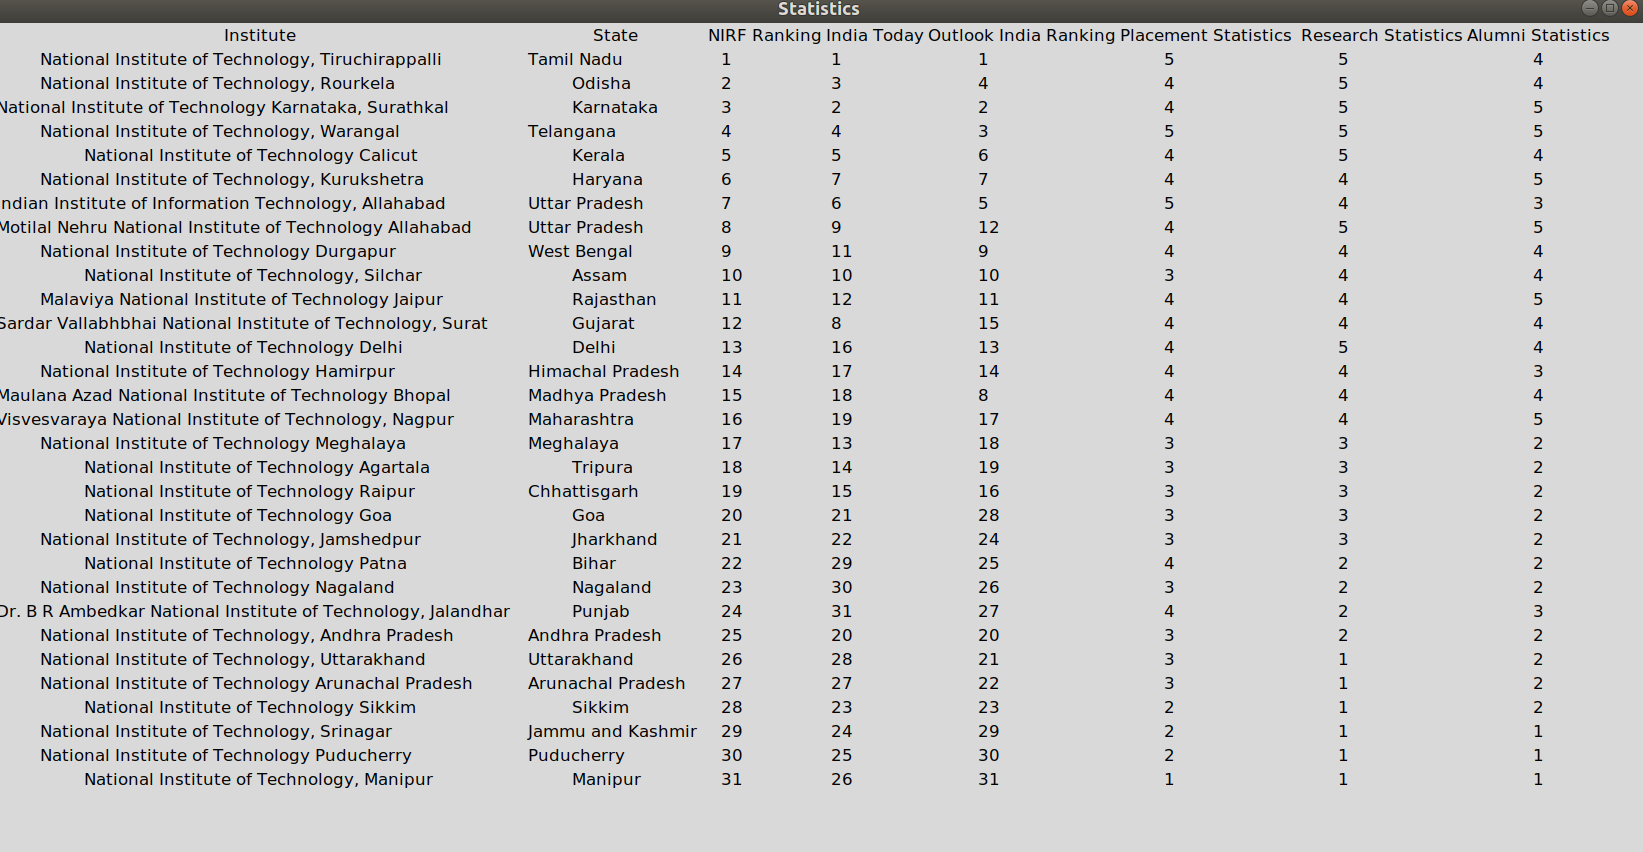 Statistics
Institute State NIRF Ranking India Today Outlook India Ranking Placement Statistics Research Statistics Alumni Statistics
National Institute of Technology, Tiruchirappalli Tamil Nadu 1 1 1 5 5 4
National Institute of Technology, Rourkela Odisha 2 3 4 4 5 4
National Institute of Technology Karnataka, Surathkal Karnataka 3 2 2 4 5 5
National Institute of Technology, Warangal Telangana 4 4 3 5 5 5
National Institute of Technology Calicut Kerala 5 5 6 4 5 4
National Institute of Technology, Kurukshetra Haryana 6 7 7 4 4 5
ndian Institute of Information Technology, Allahabad Uttar Pradesh 7 6 5 5 4 3
Motilal Nehru National Institute of Technology Allahabad Uttar Pradesh 8 9 12 4 5 5
National Institute of Technology Durgapur West Bengal 9 11 9 4 4 4
National Institute of Technology, Silchar Assam 10 10 10 3 4 4
Malaviya National Institute of Technology Jaipur Rajasthan 11 12 11 4 4 5
Sardar Vallabhbhai National Institute of Technology, Surat Gujarat 12 8 15 4 4 4
National Institute of Technology Delhi Delhi 13 16 13 4 5 4
National Institute of Technology Hamirpur Himachal Pradesh 14 17 14 4 4 3
Maulana Azad National Institute of Technology Bhopal Madhya Pradesh 15 18 8 4 4 4
Visvesvaraya National Institute of Technology, Nagpur Maharashtra 16 19 17 4 4 5
National Institute of Technology Meghalaya Meghalaya 17 13 18 3 3 2
National Institute of Technology Agartala Tripura 18 14 19 3 3 2
National Institute of Technology Raipur Chhattisgarh 19 15 16 3 3 2
National Institute of Technology Goa Goa 20 21 28 3 3 2
National Institute of Technology, Jamshedpur Jharkhand 21 22 24 3 3 2
National Institute of Technology Patna Bihar 22 29 25 4 2 2
National Institute of Technology Nagaland Nagaland 23 30 26 3 2 2
Dr. B R Ambedkar National Institute of Technology, Jalandhar Punjab 24 31 27 4 2 3
National Institute of Technology, Andhra Pradesh Andhra Pradesh 25 20 20 3 2 2
National Institute of Technology, Uttarakhand Uttarakhand 26 28 21 3 1 2
National Institute of Technology Arunachal Pradesh Arunachal Pradesh 27 27 22 3 1 2
National Institute of Technology Sikkim Sikkim 28 23 23 2 1 2
National Institute of Technology, Srinagar Jammu and Kashmir 29 24 29 2 1 1
National Institute of Technology Puducherry Puducherry 30 25 30 2 1 1
National Institute of Technology, Manipur Manipur 31 26 31 1 1 1